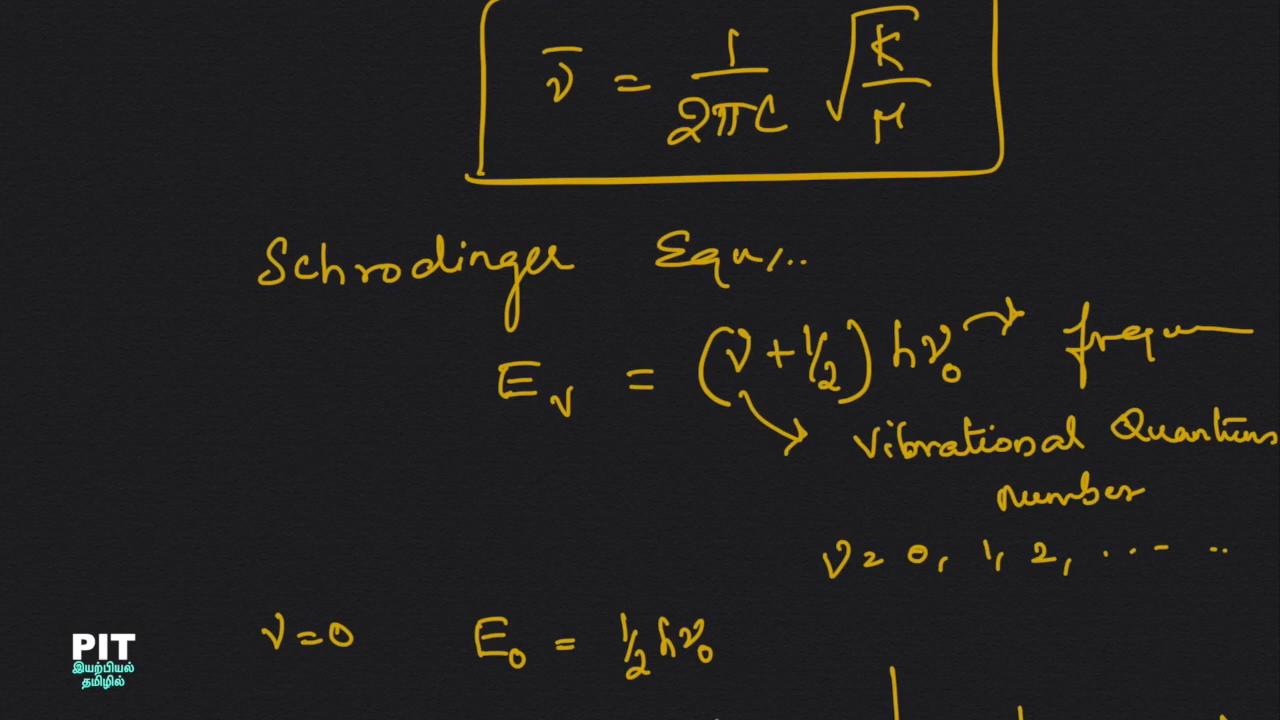 ν̄ = 1/2πc √K/μ
Schrodinger Equ,..
E_v = (v + 1/2) hν₀ → frequ
→ Vibrational Quantum
number
v = 0, 1, 2, .... ..
v = 0 E₀ = 1/2 hν₀
PIT
இயற்பியல்
தமிழில்